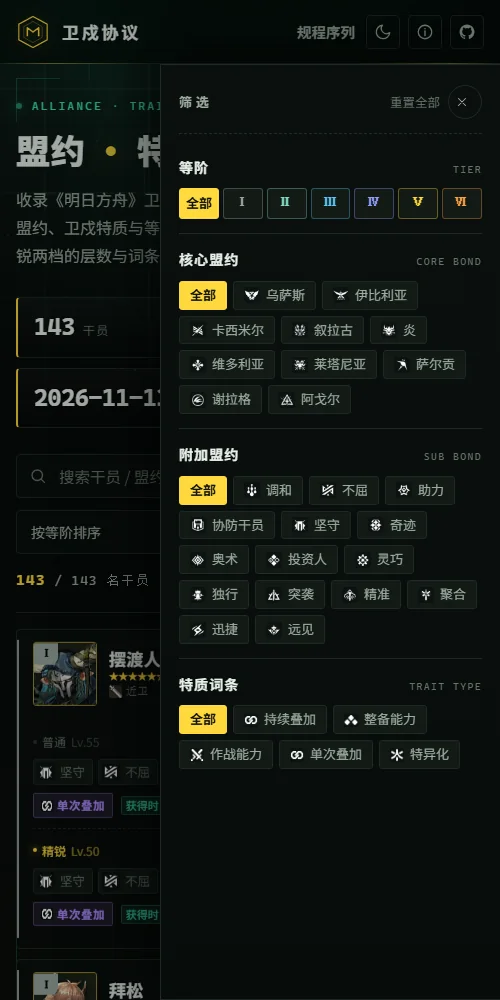 卫戍协议
规程序列
ALLIANCE · TRAI
盟约 · 特
收录《明日方舟》卫
盟约、卫戍特质与等
锐两档的层数与词条
143 干员
2026-11-1
搜索干员 / 盟约
按等阶排序
143 / 143 名干员
I
摆渡人
★★★★★★
近卫
普通 Lv.55
坚守 不屈
单次叠加 获得时
精锐 Lv.50
坚守 不屈
单次叠加 获得时
I
拜松
筛选
重置全部
等阶
TIER
全部 I II III IV V VI
核心盟约
CORE BOND
全部 乌萨斯 伊比利亚
卡西米尔 叙拉古 炎
维多利亚 莱塔尼亚 萨尔贡
谢拉格 阿戈尔
附加盟约
SUB BOND
全部 调和 不屈 助力
协防干员 坚守 奇迹
奥术 投资人 灵巧
独行 突袭 精准 聚合
迅捷 远见
特质词条
TRAIT TYPE
全部 持续叠加 整备能力
作战能力 单次叠加 特异化